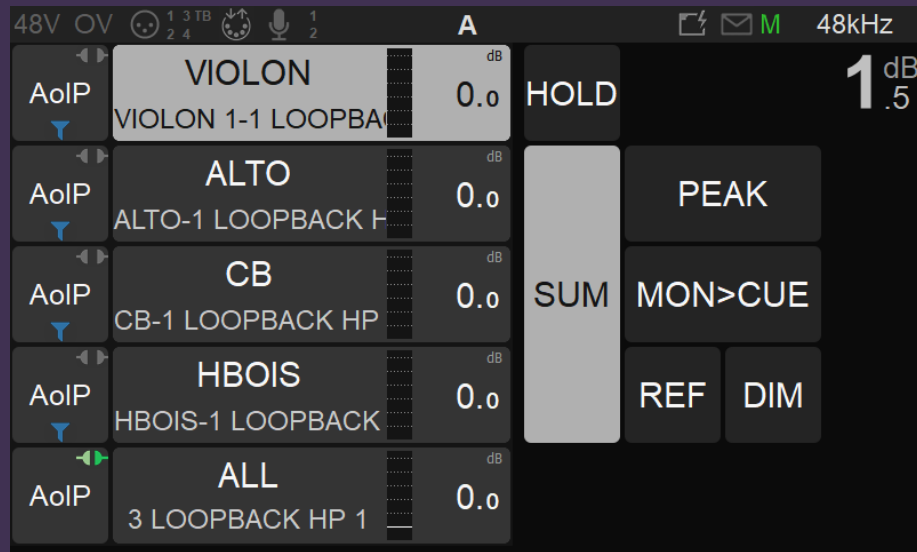 48V OV 1 3 TB 2 4 1 2 A M 48kHz
AoIP VIOLON dB 0.0 HOLD 1 dB .5
VIOLON 1-1 LOOPBA
AoIP ALTO dB 0.0 SUM PEAK
ALTO-1 LOOPBACK H
AoIP CB dB 0.0 MON>CUE
CB-1 LOOPBACK HP
AoIP HBOIS dB 0.0 REF DIM
HBOIS-1 LOOPBACK
AoIP ALL dB 0.0
3 LOOPBACK HP 1